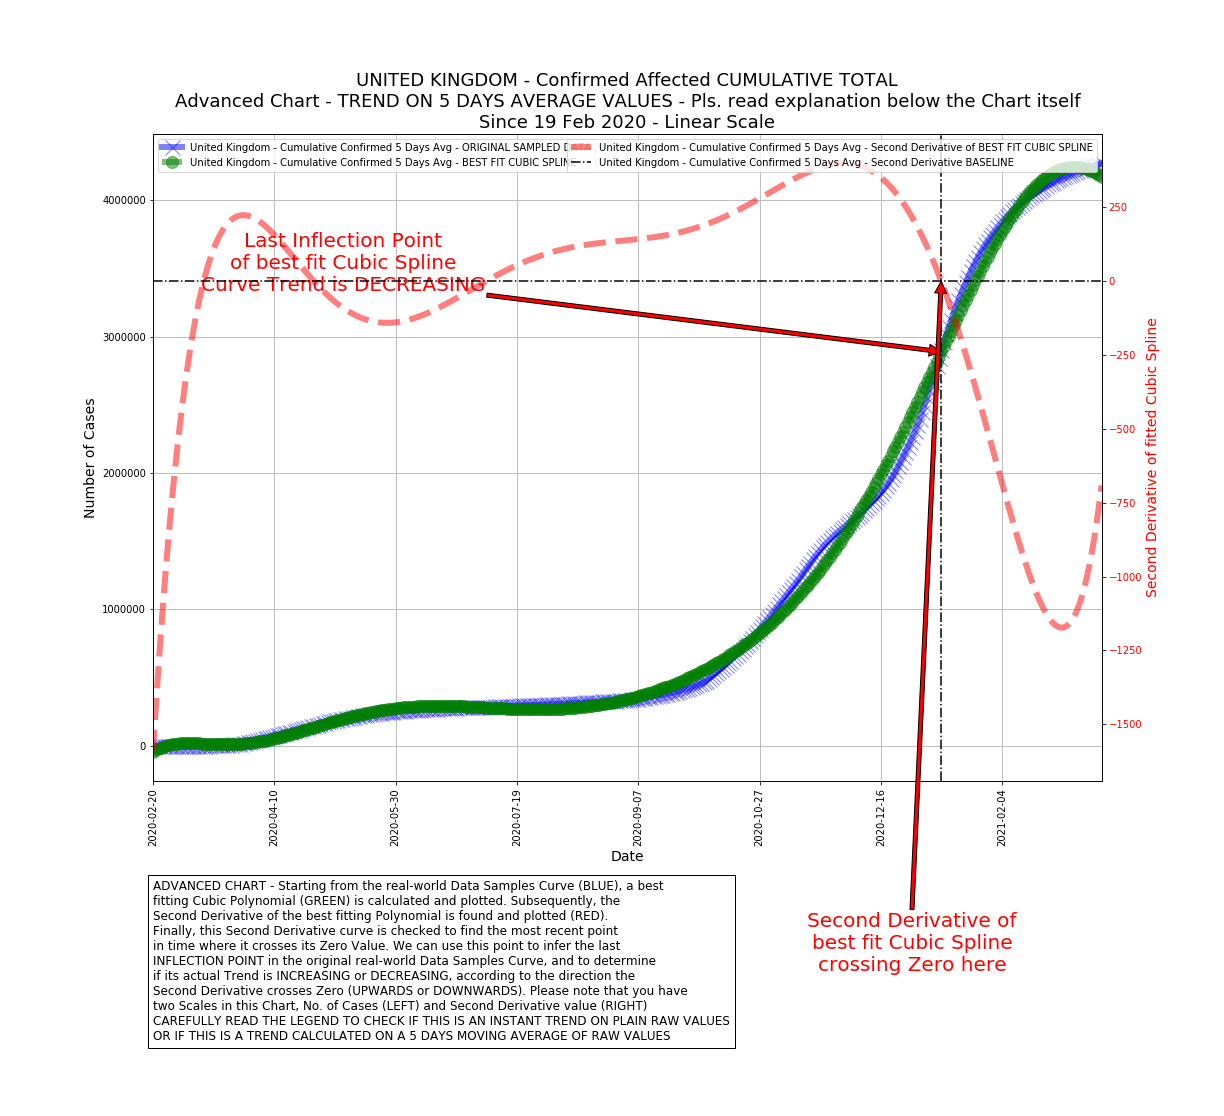 UNITED KINGDOM - Confirmed Affected CUMULATIVE TOTAL
Advanced Chart - TREND ON 5 DAYS AVERAGE VALUES - Pls. read explanation below the Chart itself
Since 19 Feb 2020 - Linear Scale
United Kingdom - Cumulative Confirmed 5 Days Avg - ORIGINAL SAMPLED DATA
United Kingdom - Cumulative Confirmed 5 Days Avg - BEST FIT CUBIC SPLINE
United Kingdom - Cumulative Confirmed 5 Days Avg - Second Derivative of BEST FIT CUBIC SPLINE
United Kingdom - Cumulative Confirmed 5 Days Avg - Second Derivative BASELINE
Last Inflection Point
of best fit Cubic Spline
Curve Trend is DECREASING
4000000
3000000
2000000
1000000
0
Number of Cases
250
0
−250
−500
−750
−1000
−1250
−1500
Second Derivative of fitted Cubic Spline
2020-02-20
2020-04-10
2020-05-30
2020-07-19
2020-09-07
2020-10-27
2020-12-16
2021-02-04
Date
ADVANCED CHART - Starting from the real-world Data Samples Curve (BLUE), a best
fitting Cubic Polynomial (GREEN) is calculated and plotted. Subsequently, the
Second Derivative of the best fitting Polynomial is found and plotted (RED).
Finally, this Second Derivative curve is checked to find the most recent point
in time where it crosses its Zero Value. We can use this point to infer the last
INFLECTION POINT in the original real-world Data Samples Curve, and to determine
if its actual Trend is INCREASING or DECREASING, according to the direction the
Second Derivative crosses Zero (UPWARDS or DOWNWARDS). Please note that you have
two Scales in this Chart, No. of Cases (LEFT) and Second Derivative value (RIGHT)
CAREFULLY READ THE LEGEND TO CHECK IF THIS IS AN INSTANT TREND ON PLAIN RAW VALUES
OR IF THIS IS A TREND CALCULATED ON A 5 DAYS MOVING AVERAGE OF RAW VALUES
Second Derivative of
best fit Cubic Spline
crossing Zero here